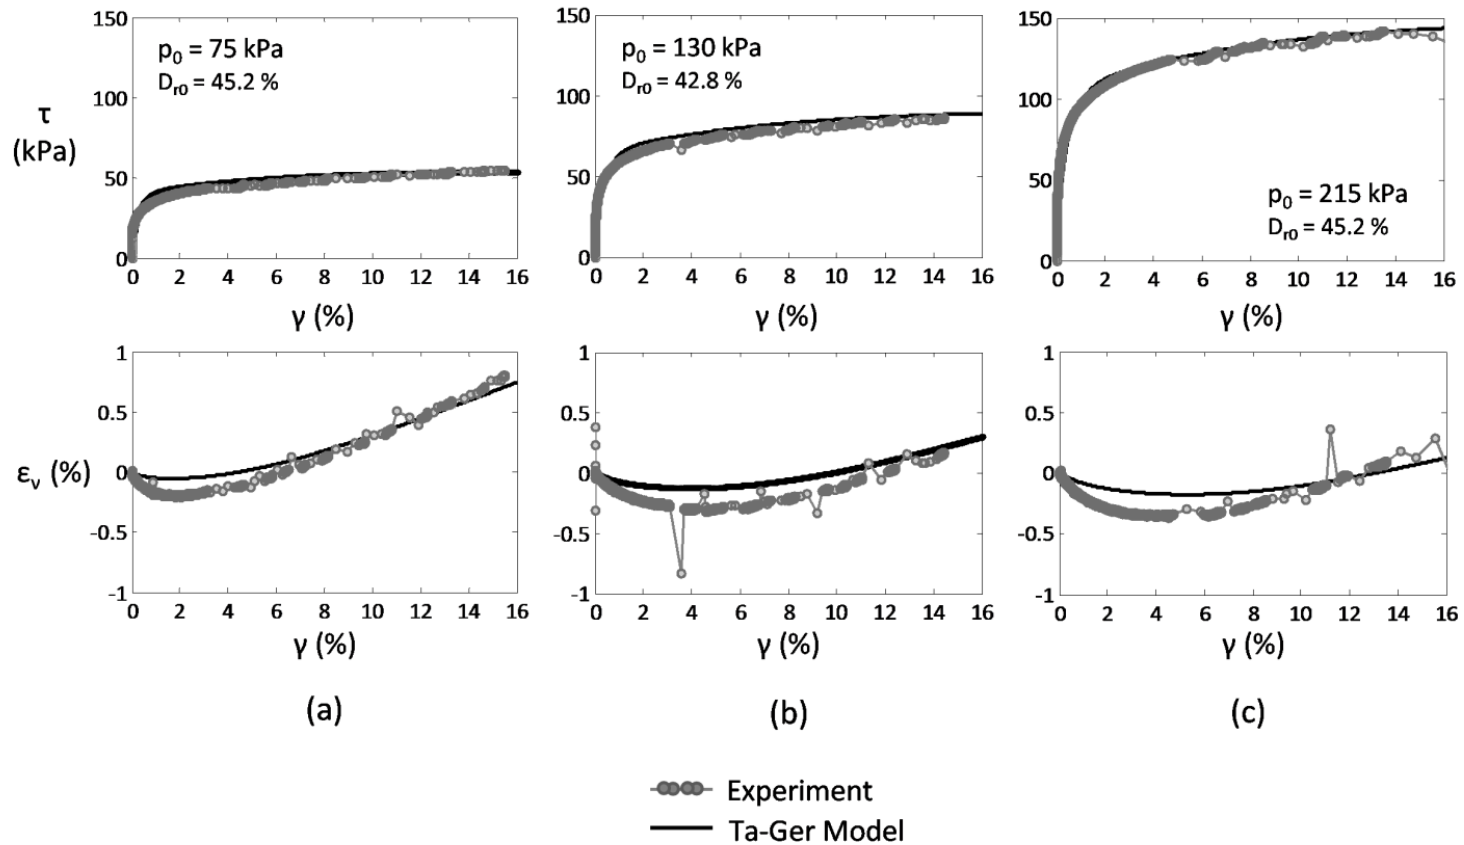 150
100
50
0
τ
(kPa)
p₀ = 75 kPa
Dr0 = 45.2 %
0 2 4 6 8 10 12 14 16
γ (%)
150
100
50
0
p₀ = 130 kPa
Dr0 = 42.8 %
0 2 4 6 8 10 12 14 16
γ (%)
150
100
50
0
p₀ = 215 kPa
Dr0 = 45.2 %
0 2 4 6 8 10 12 14 16
γ (%)
1
0.5
0
-0.5
-1
εv (%)
0 2 4 6 8 10 12 14 16
γ (%)
(a)
1
0.5
0
-0.5
-1
0 2 4 6 8 10 12 14 16
γ (%)
(b)
1
0.5
0
-0.5
-1
0 2 4 6 8 10 12 14 16
γ (%)
(c)
Experiment
Ta-Ger Model